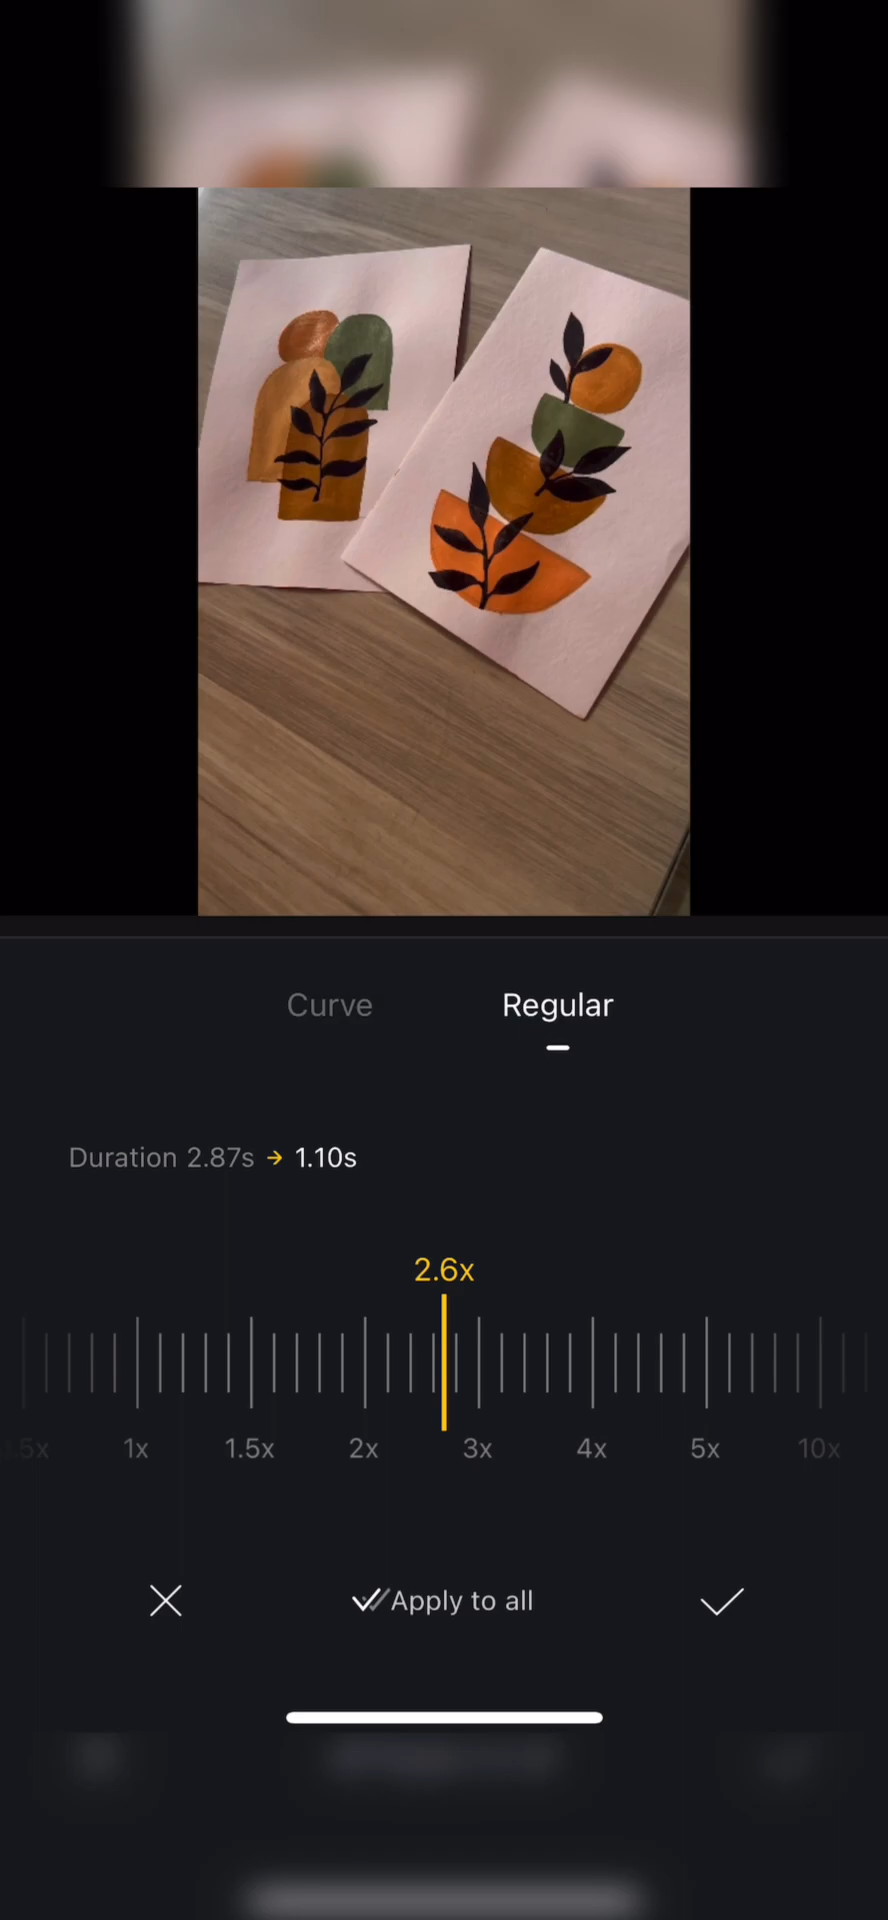 Curve Regular
Duration 2.87s → 1.10s
2.6x
1x 1.5x 2x 3x 4x 5x 10x
Apply to all